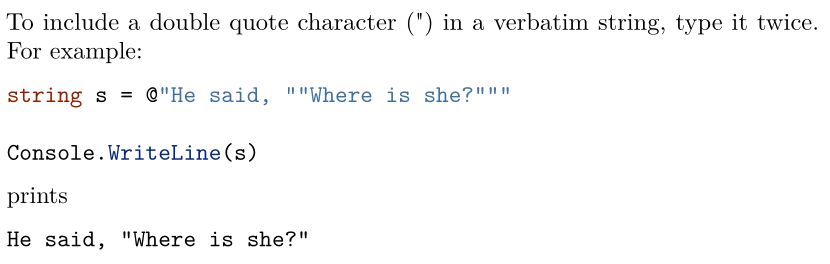 To include a double quote character (") in a verbatim string, type it twice.
For example:
string s = @"He said, ""Where is she?"""
Console.WriteLine(s)
prints
He said, "Where is she?"